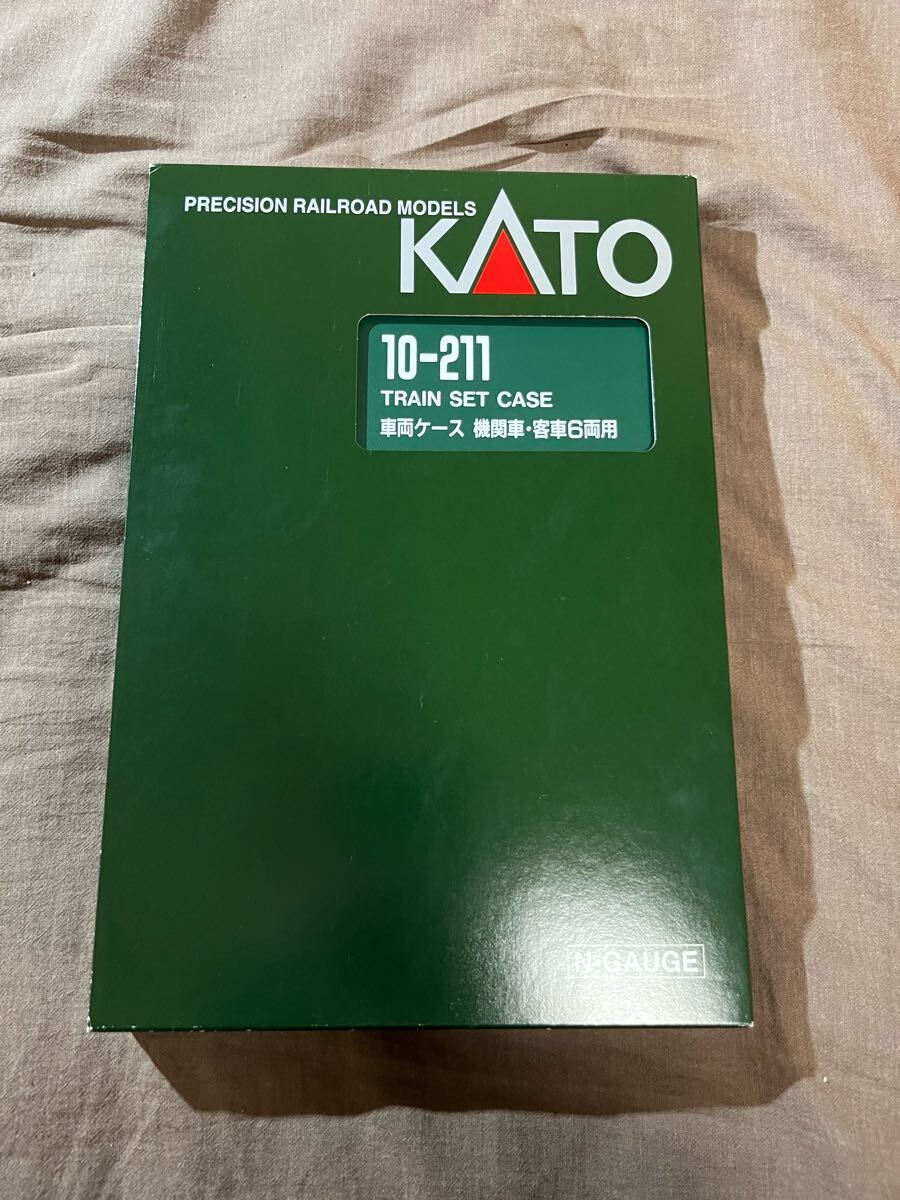 PRECISION RAILROAD MODELS
KATO
10-211
TRAIN SET CASE
車両ケース 機関車・客車6両用
N-GAUGE